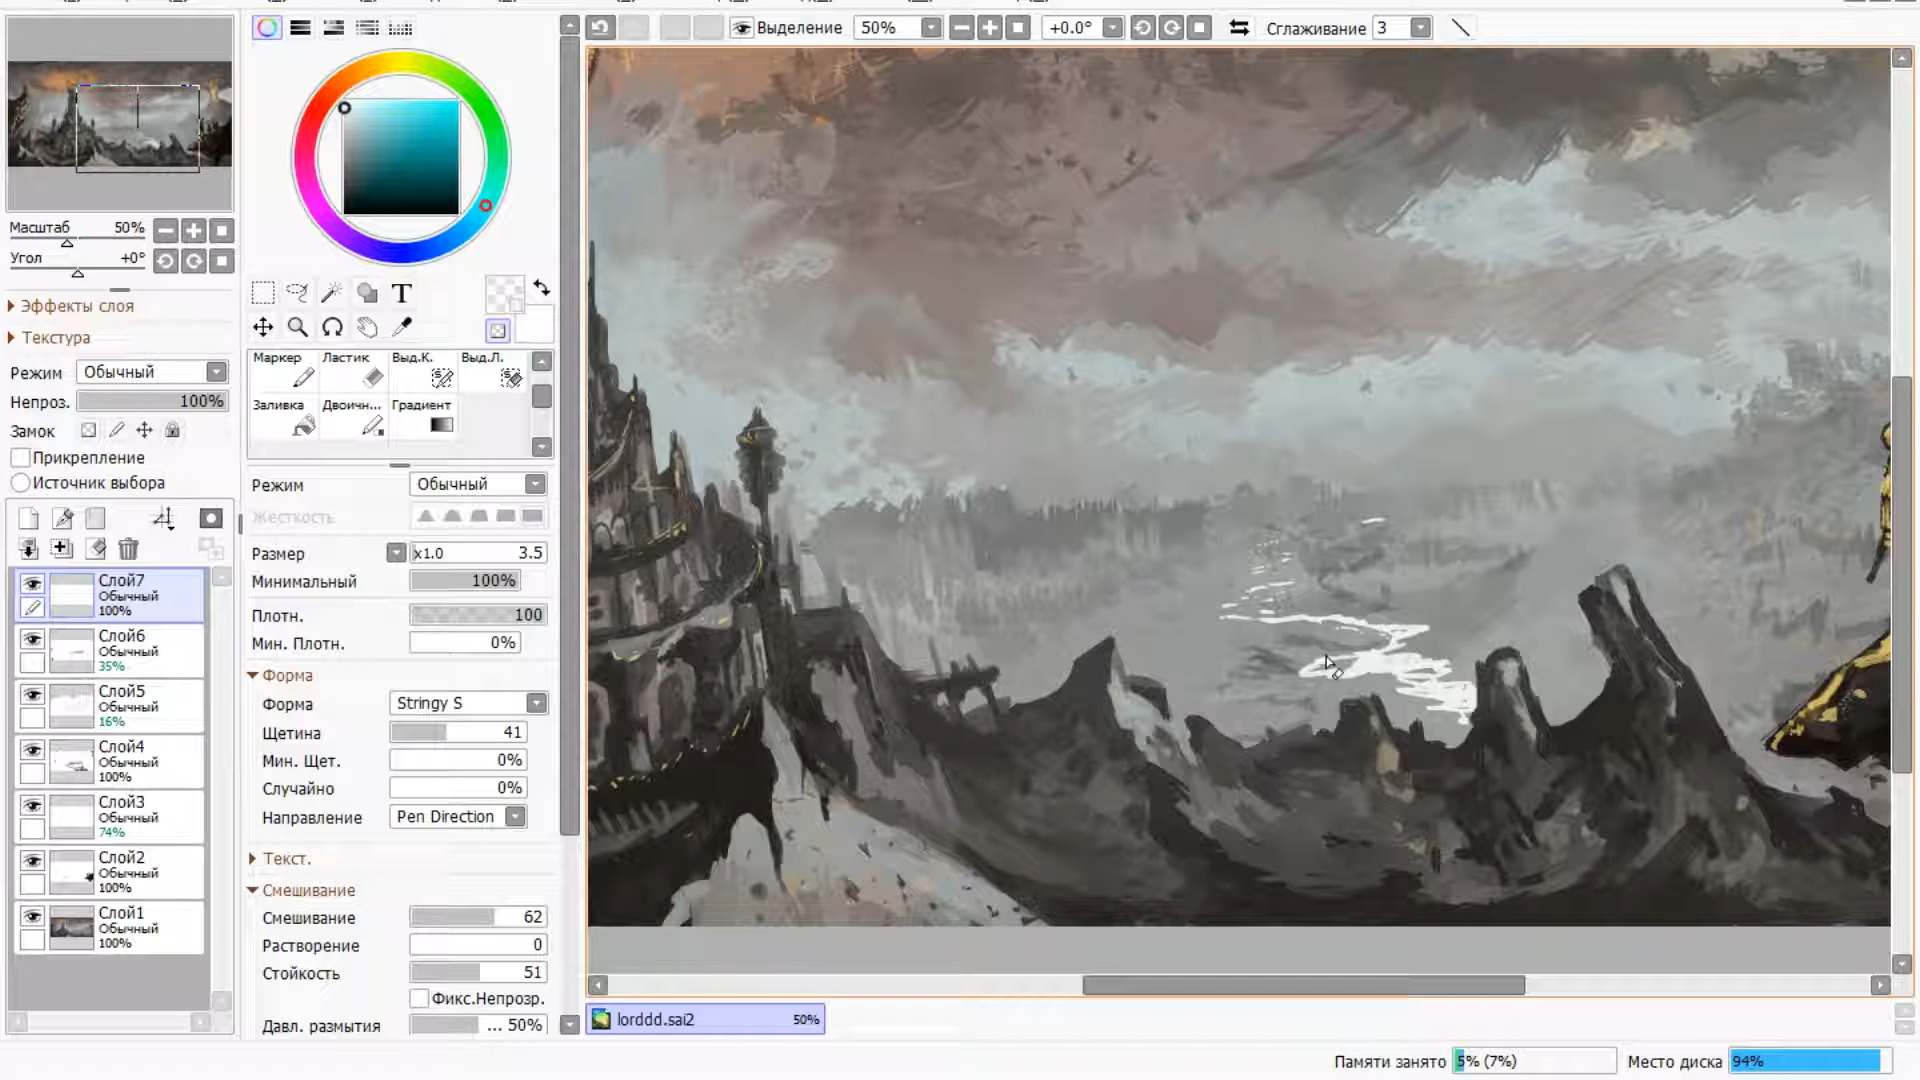 Выделение 50% +0.0° Сглаживание 3
Масштаб 50%
Угол +0°
Эффекты слоя
Текстура
Режим Обычный
Непроз. 100%
Замок
Прикрепление
Источник выбора
Слой7
Обычный
100%
Слой6
Обычный
35%
Слой5
Обычный
16%
Слой4
Обычный
100%
Слой3
Обычный
74%
Слой2
Обычный
100%
Слой1
Обычный
100%
T
Маркер Ластик Выд.К. Выд.Л.
Заливка Двоичн... Градиент
Режим Обычный
Жесткость
Размер x1.0 3.5
Минимальный 100%
Плотн. 100
Мин. Плотн. 0%
Форма
Форма Stringy S
Щетина 41
Мин. Щет. 0%
Случайно 0%
Направление Pen Direction
Текст.
Смешивание
Смешивание 62
Растворение 0
Стойкость 51
Фикс.Непрозр.
Давл. размытия ... 50%
lorddd.sai2 50%
Памяти занято 5% (7%) Место диска 94%